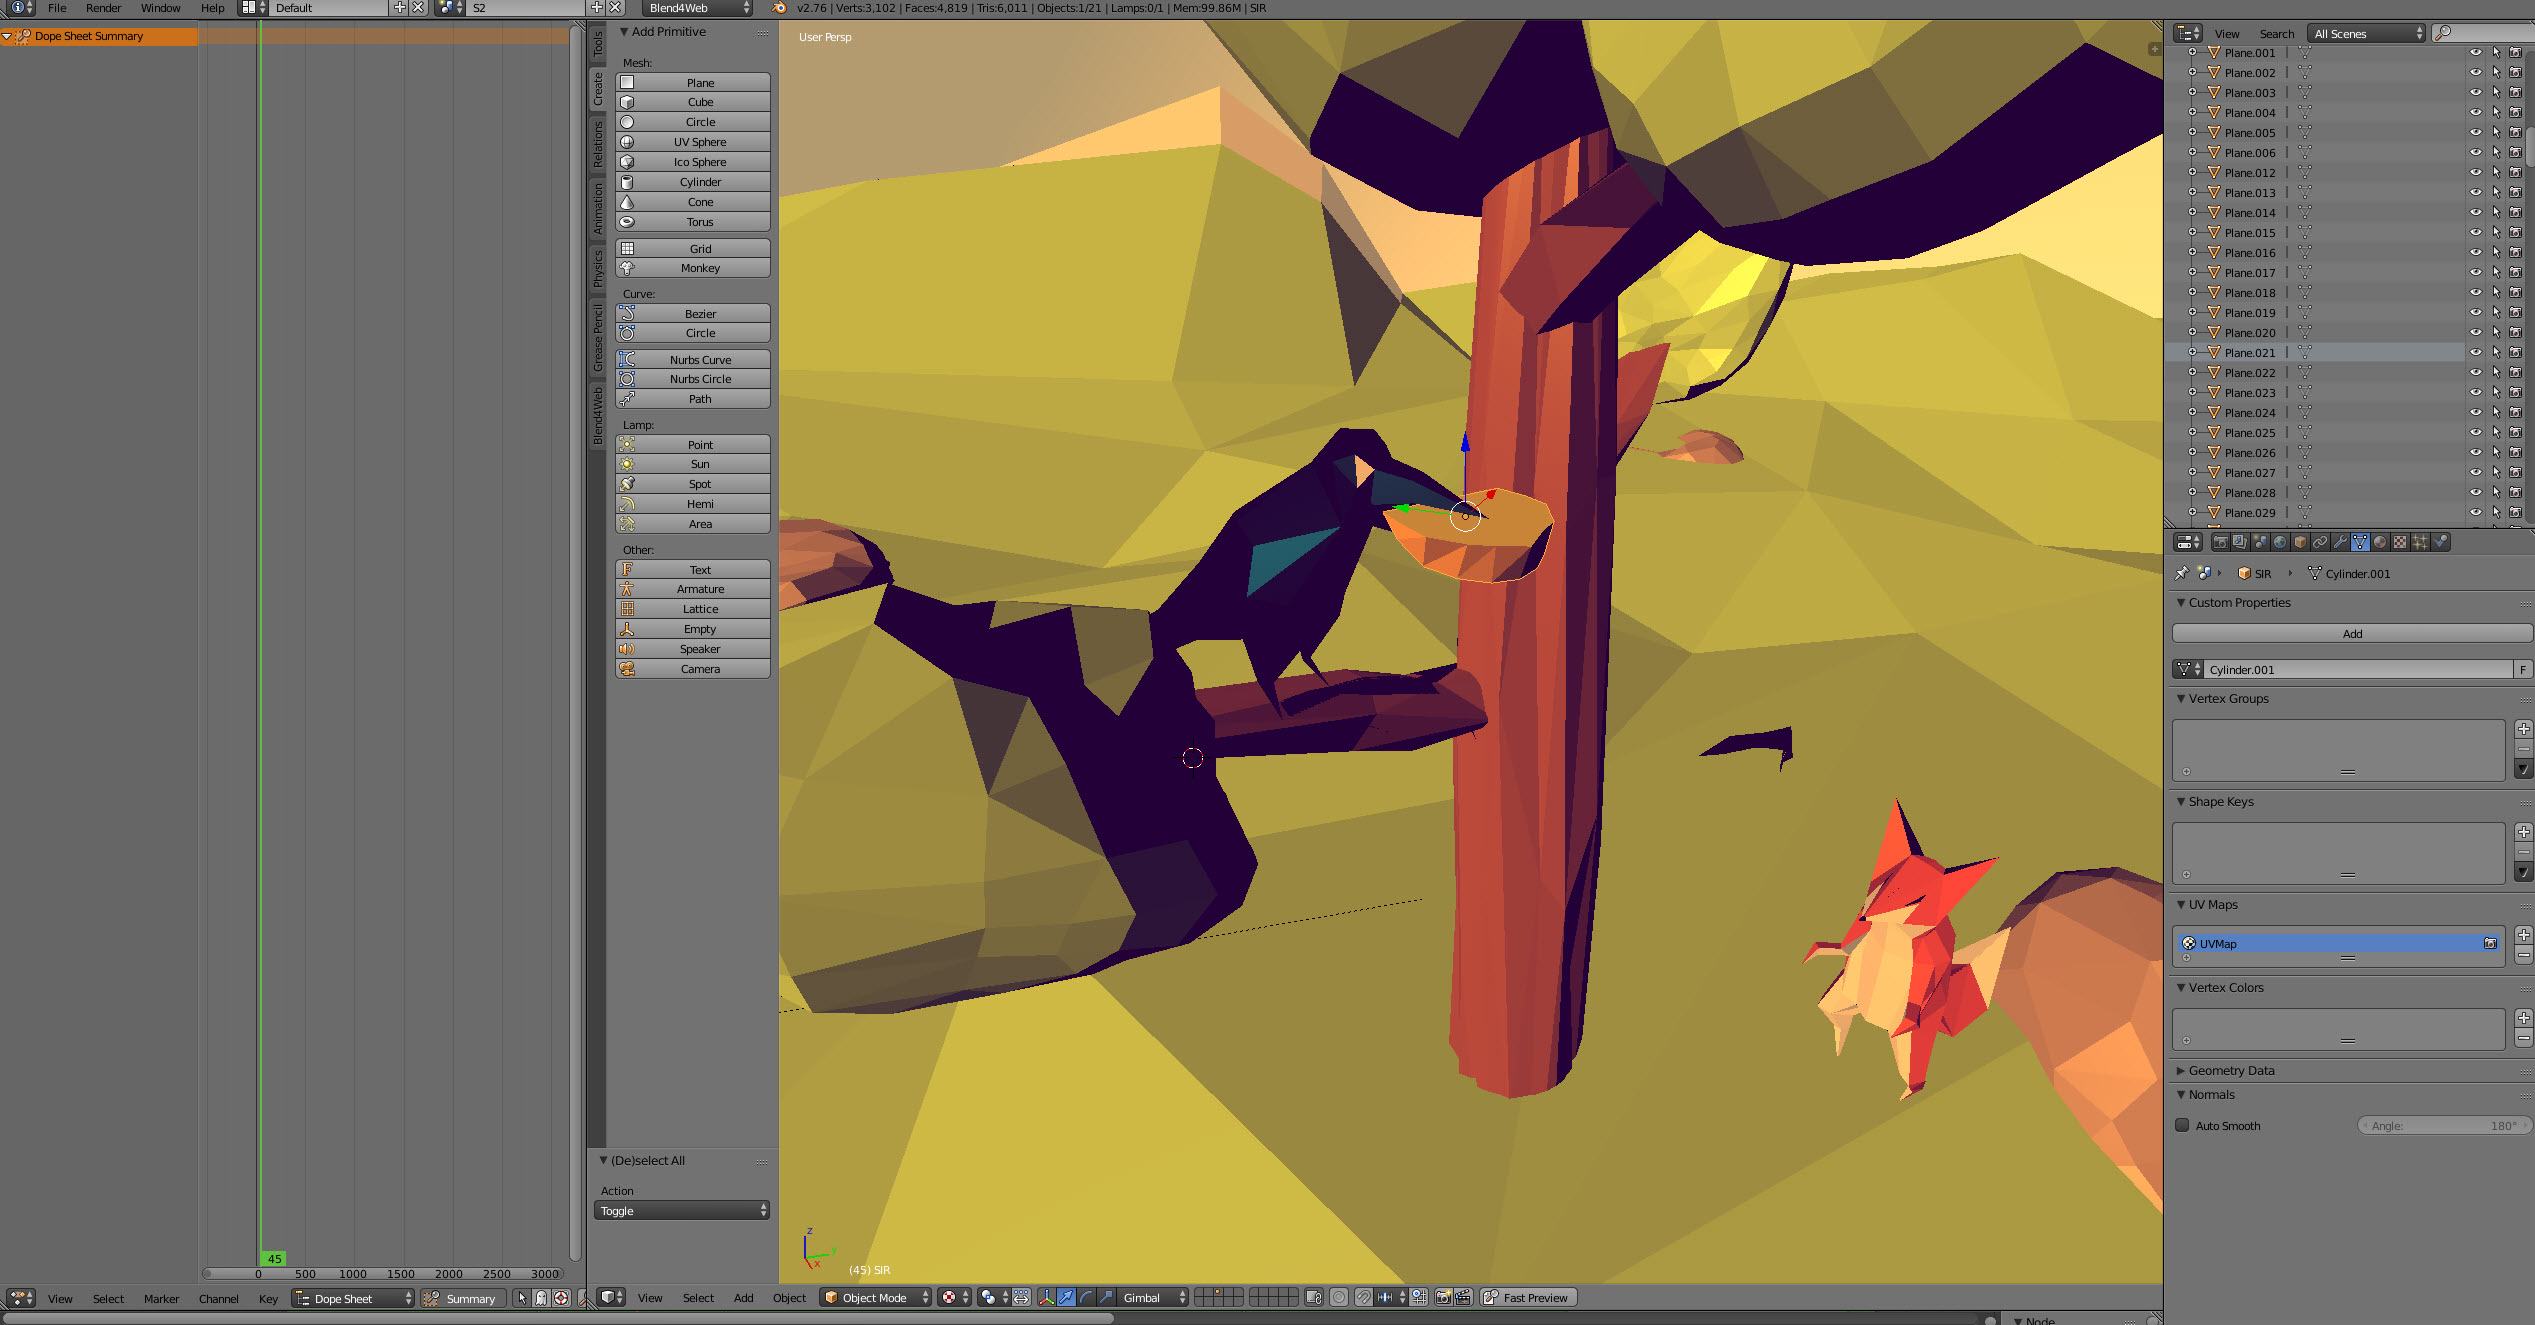 File Render Window Help Default S2 Blend4Web v2.76 | Verts:3,102 | Faces:4,819 | Tris:6,011 | Objects:1/21 | Lamps:0/1 | Mem:99.86M | SIR
Dope Sheet Summary
45
0 500 1000 1500 2000 2500 3000
View Select Marker Channel Key Dope Sheet Summary
Tools
Create
Relations
Animation
Physics
Grease Pencil
Blend4Web
Add Primitive
Mesh:
Plane
Cube
Circle
UV Sphere
Ico Sphere
Cylinder
Cone
Torus
Grid
Monkey
Curve:
Bezier
Circle
Nurbs Curve
Nurbs Circle
Path
Lamp:
Point
Sun
Spot
Hemi
Area
Other:
Text
Armature
Lattice
Empty
Speaker
Camera
(De)select All
Action
Toggle
User Persp
z
y
x
(45) SIR
View Select Add Object Object Mode Gimbal Fast Preview
View Search All Scenes
Plane.001
Plane.002
Plane.003
Plane.004
Plane.005
Plane.006
Plane.012
Plane.013
Plane.014
Plane.015
Plane.016
Plane.017
Plane.018
Plane.019
Plane.020
Plane.021
Plane.022
Plane.023
Plane.024
Plane.025
Plane.026
Plane.027
Plane.028
Plane.029
SIR Cylinder.001
Custom Properties
Add
Cylinder.001 F
Vertex Groups
Shape Keys
UV Maps
UVMap
Vertex Colors
Geometry Data
Normals
Auto Smooth Angle: 180°
Node